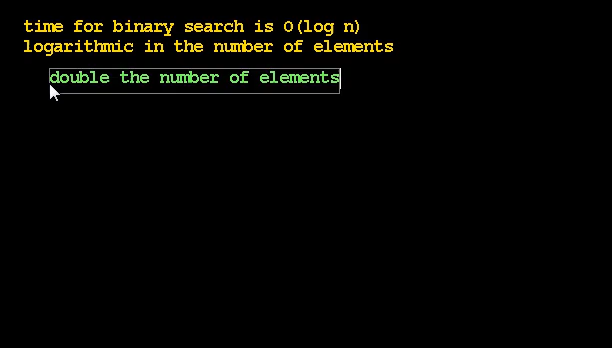 time for binary search is O(log n)
logarithmic in the number of elements
double the number of elements